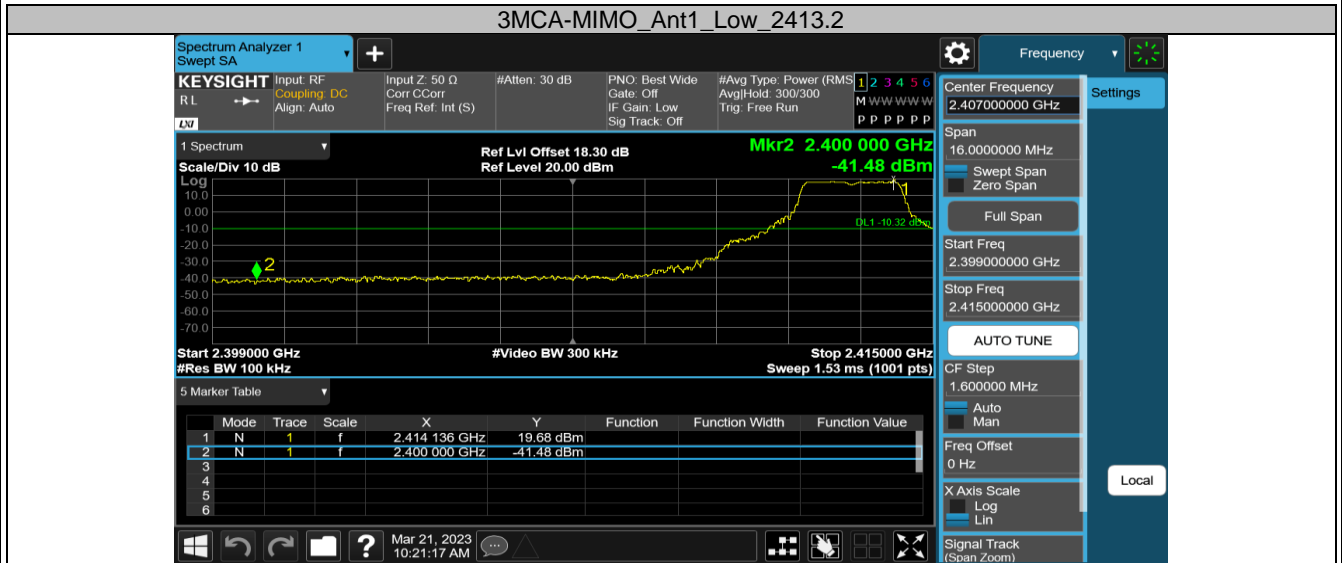 3MCA-MIMO_Ant1_Low_2413.2
Spectrum Analyzer 1
Swept SA
+
Frequency
KEYSIGHT
R L
LXI
Input: RF
Coupling: DC
Align: Auto
Input Z: 50 Ω
Corr CCorr
Freq Ref: Int (S)
#Atten: 30 dB
PNO: Best Wide
Gate: Off
IF Gain: Low
Sig Track: Off
#Avg Type: Power (RMS
Avg|Hold: 300/300
Trig: Free Run
1 2 3 4 5 6
M W W W W W
P P P P P P
1 Spectrum
Scale/Div 10 dB
Ref Lvl Offset 18.30 dB
Ref Level 20.00 dBm
Mkr2 2.400 000 GHz
-41.48 dBm
Log
10.0
0.00
-10.0
-20.0
-30.0
-40.0
-50.0
-60.0
-70.0
1
DL1 -10.32 dBm
2
Start 2.399000 GHz
#Video BW 300 kHz
Stop 2.415000 GHz
#Res BW 100 kHz
Sweep 1.53 ms (1001 pts)
5 Marker Table
Mode Trace Scale X Y Function Function Width Function Value
1 N 1 f 2.414 136 GHz 19.68 dBm
2 N 1 f 2.400 000 GHz -41.48 dBm
3
4
5
6
Mar 21, 2023
10:21:17 AM
Center Frequency
2.407000000 GHz
Settings
Span
16.0000000 MHz
Swept Span
Zero Span
Full Span
Start Freq
2.399000000 GHz
Stop Freq
2.415000000 GHz
AUTO TUNE
CF Step
1.600000 MHz
Auto
Man
Freq Offset
0 Hz
X Axis Scale
Log
Lin
Signal Track
(Span Zoom)
Local